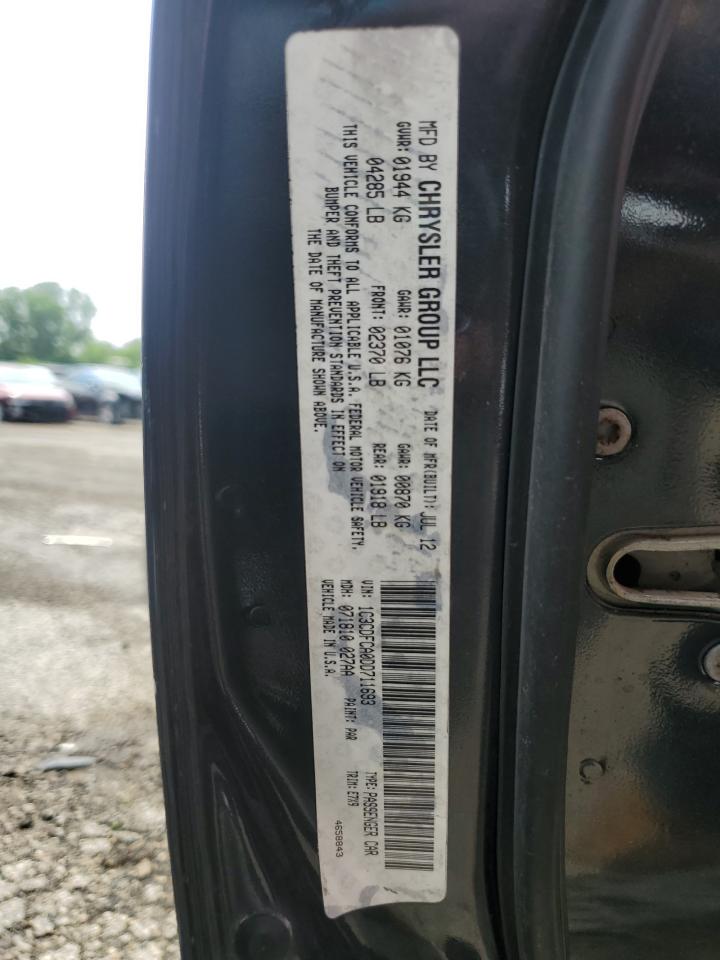 MFD BY CHRYSLER GROUP LLC DATE OF MFR(BUILT): JUL 12
GVWR: 01944 KG GAWR: 01076 KG GAWR: 00870 KG
04285 LB FRONT: 02370 LB REAR: 01918 LB
THIS VEHICLE CONFORMS TO ALL APPLICABLE U.S.A. FEDERAL MOTOR VEHICLE SAFETY,
BUMPER AND THEFT PREVENTION STANDARDS IN EFFECT ON
THE DATE OF MANUFACTURE SHOWN ABOVE.
VIN: 1C3CDFCA0DD711693 TYPE: PASSENGER CAR
MDH: 071810 027AA PAINT: PAR TRIM: E7X9
VEHICLE MADE IN U.S.A. 4658843